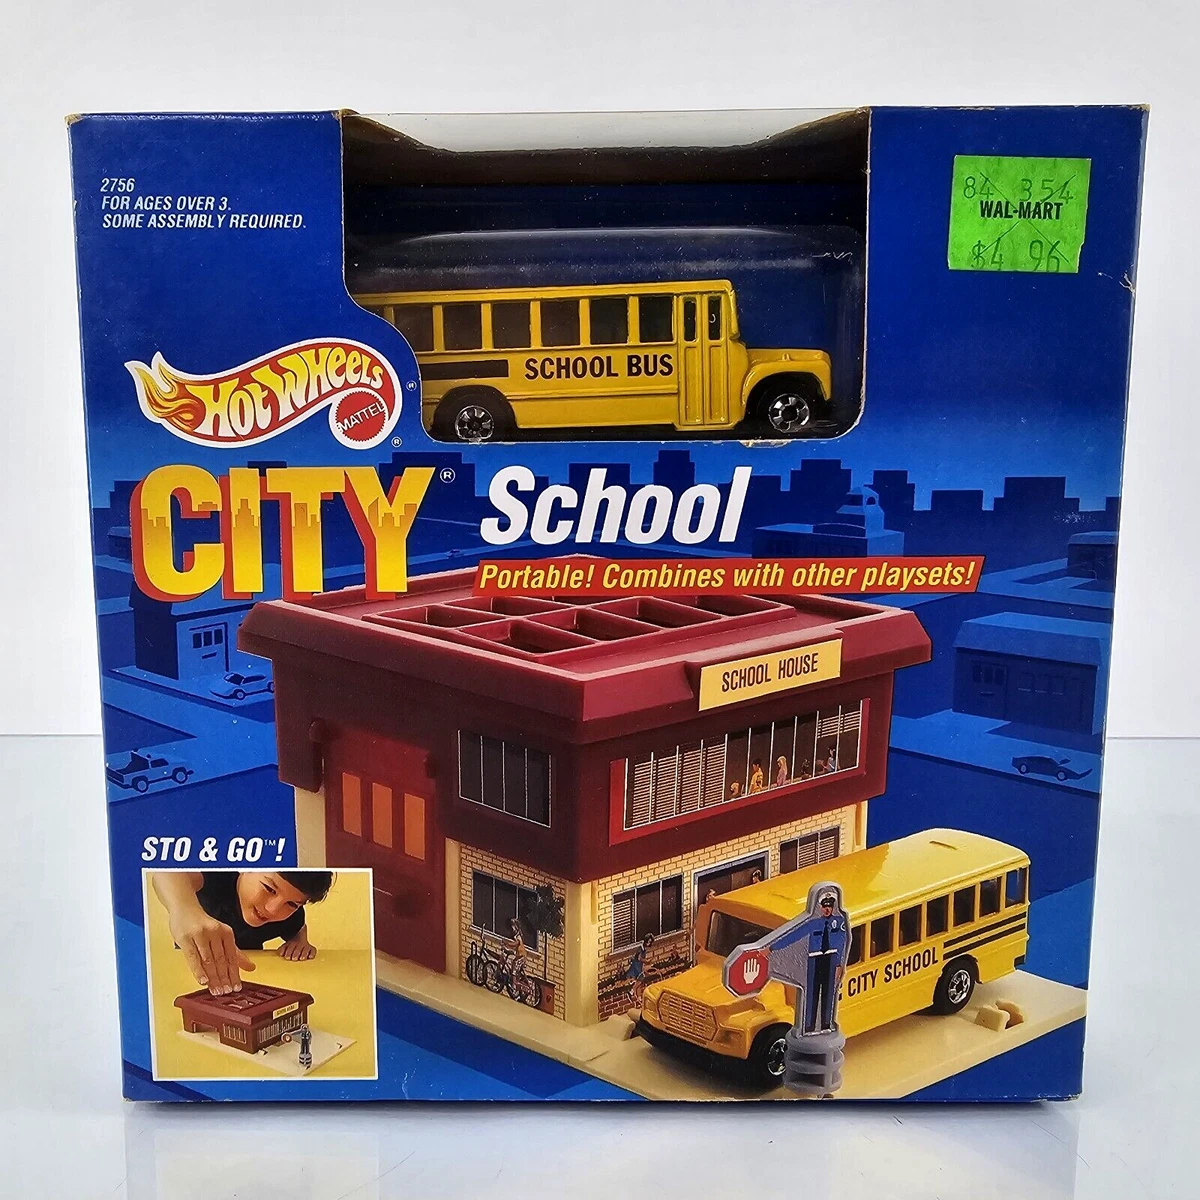 2756
FOR AGES OVER 3.
SOME ASSEMBLY REQUIRED.
84 354
WAL-MART
$4 96
SCHOOL BUS
HOT WHEELS ®
MATTEL ®
CITY ® School
Portable! Combines with other playsets!
SCHOOL HOUSE
STO & GO™!
CITY SCHOOL